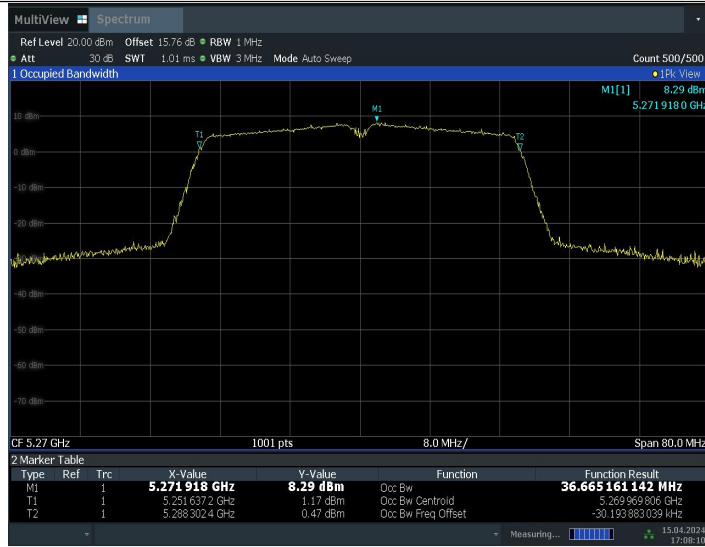 MultiView Spectrum
Ref Level 20.00 dBm Offset 15.76 dB RBW 1 MHz
Att 30 dB SWT 1.01 ms VBW 3 MHz Mode Auto Sweep Count 500/500
1 Occupied Bandwidth 1Pk View
M1[1] 8.29 dBm
5.271 918 0 GHz
M1
10 dBm
T1
T2
0 dBm
-10 dBm
-20 dBm
-40 dBm
-50 dBm
-60 dBm
-70 dBm
CF 5.27 GHz 1001 pts 8.0 MHz/ Span 80.0 MHz
2 Marker Table
Type Ref Trc X-Value Y-Value Function Function Result
M1 1 5.271 918 GHz 8.29 dBm Occ Bw 36.665 161 142 MHz
T1 1 5.251 637 2 GHz 1.17 dBm Occ Bw Centroid 5.269 969 806 GHz
T2 1 5.288 302 4 GHz 0.47 dBm Occ Bw Freq Offset -30.193 883 039 kHz
Measuring... 15.04.2024
17:08:10